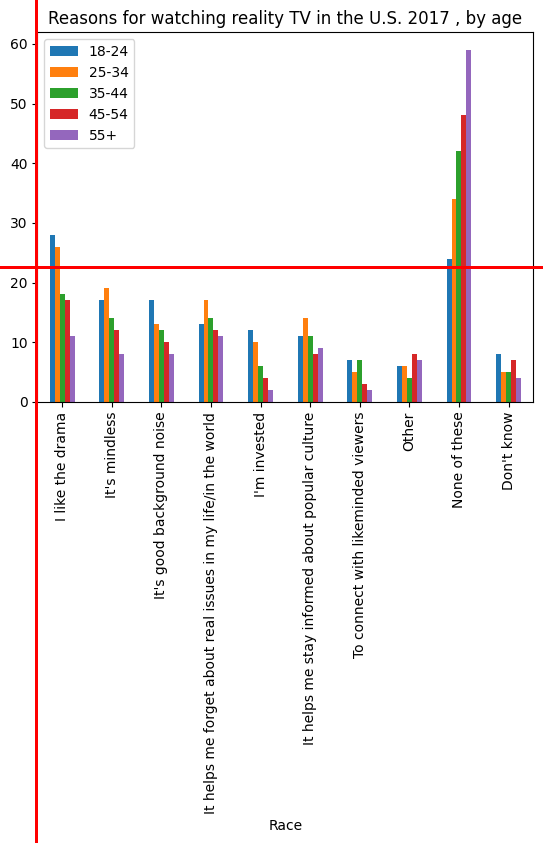 Reasons for watching reality TV in the U.S. 2017 , by age
18-24
25-34
35-44
45-54
55+
60
50
40
30
20
10
0
I like the drama
It's mindless
It's good background noise
It helps me forget about real issues in my life/in the world
I'm invested
It helps me stay informed about popular culture
To connect with likeminded viewers
Other
None of these
Don't know
Race